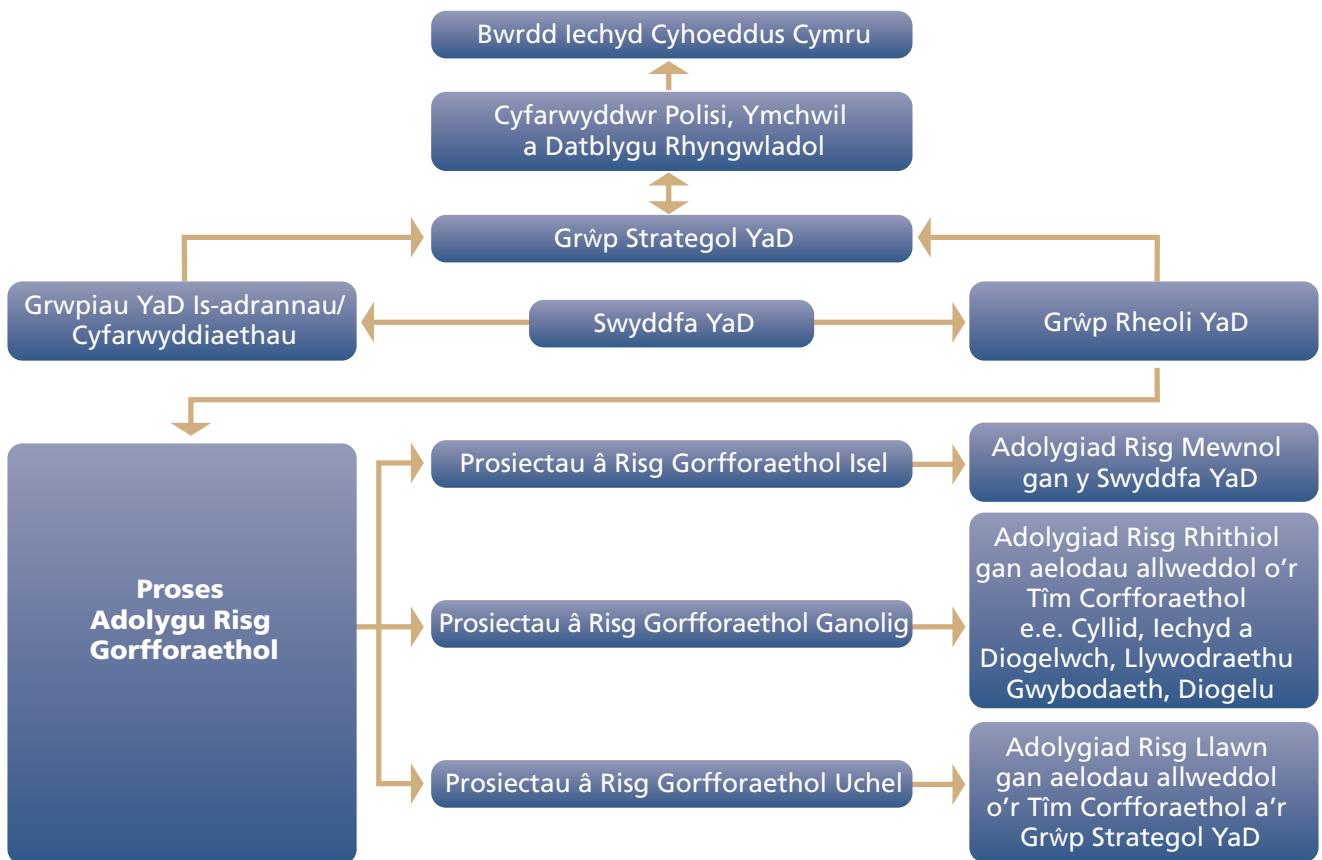 Bwrdd Iechyd Cyhoeddus Cymru
Cyfarwyddwr Polisi, Ymchwil
a Datblygu Rhyngwladol
Grŵp Strategol YaD
Grwpiau YaD Is-adrannau/
Cyfarwyddiaethau
Swyddfa YaD
Grŵp Rheoli YaD
Proses
Adolygu Risg
Gorfforaethol
Prosiectau â Risg Gorfforaethol Isel
Adolygiad Risg Mewnol
gan y Swyddfa YaD
Prosiectau â Risg Gorfforaethol Ganolig
Adolygiad Risg Rhithiol
gan aelodau allweddol o'r
Tîm Corfforaethol
e.e. Cyllid, Iechyd a
Diogelwch, Llywodraethu
Gwybodaeth, Diogelu
Prosiectau â Risg Gorfforaethol Uchel
Adolygiad Risg Llawn
gan aelodau allweddol
o'r Tîm Corfforaethol a'r
Grŵp Strategol YaD